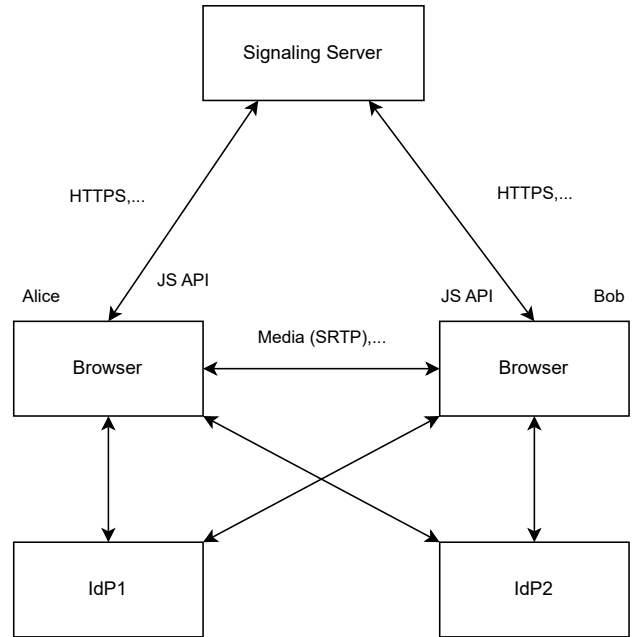 Signaling Server
HTTPS,...
HTTPS,...
JS API
Alice
JS API
Bob
Browser
Media (SRTP),...
Browser
IdP1
IdP2